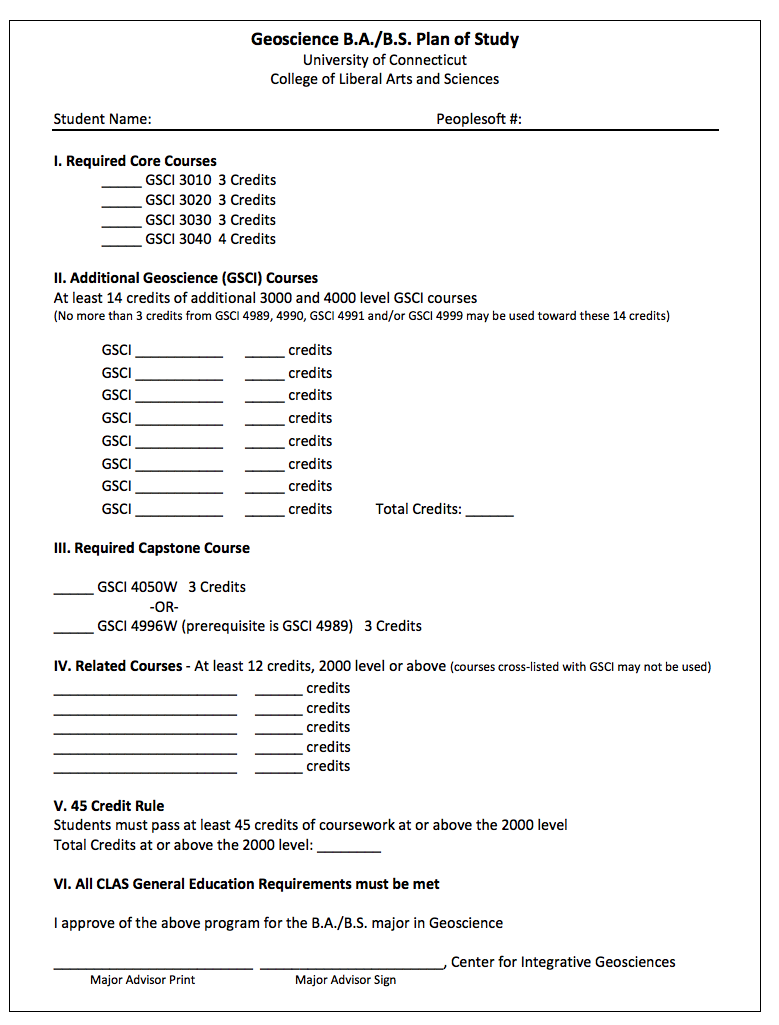 Geoscience B.A./B.S. Plan of Study
University of Connecticut
College of Liberal Arts and Sciences
Student Name: Peoplesoft #:
I. Required Core Courses
_____ GSCI 3010 3 Credits
_____ GSCI 3020 3 Credits
_____ GSCI 3030 3 Credits
_____ GSCI 3040 4 Credits
II. Additional Geoscience (GSCI) Courses
At least 14 credits of additional 3000 and 4000 level GSCI courses
(No more than 3 credits from GSCI 4989, 4990, GSCI 4991 and/or GSCI 4999 may be used toward these 14 credits)
GSCI ___________ _____ credits
GSCI ___________ _____ credits
GSCI ___________ _____ credits
GSCI ___________ _____ credits
GSCI ___________ _____ credits
GSCI ___________ _____ credits
GSCI ___________ _____ credits
GSCI ___________ _____ credits Total Credits: ______
III. Required Capstone Course
_____ GSCI 4050W 3 Credits
-OR-
_____ GSCI 4996W (prerequisite is GSCI 4989) 3 Credits
IV. Related Courses - At least 12 credits, 2000 level or above (courses cross-listed with GSCI may not be used)
_______________________ ______ credits
_______________________ ______ credits
_______________________ ______ credits
_______________________ ______ credits
_______________________ ______ credits
V. 45 Credit Rule
Students must pass at least 45 credits of coursework at or above the 2000 level
Total Credits at or above the 2000 level: ________
VI. All CLAS General Education Requirements must be met
I approve of the above program for the B.A./B.S. major in Geoscience
_________________________ _______________________, Center for Integrative Geosciences
Major Advisor Print Major Advisor Sign